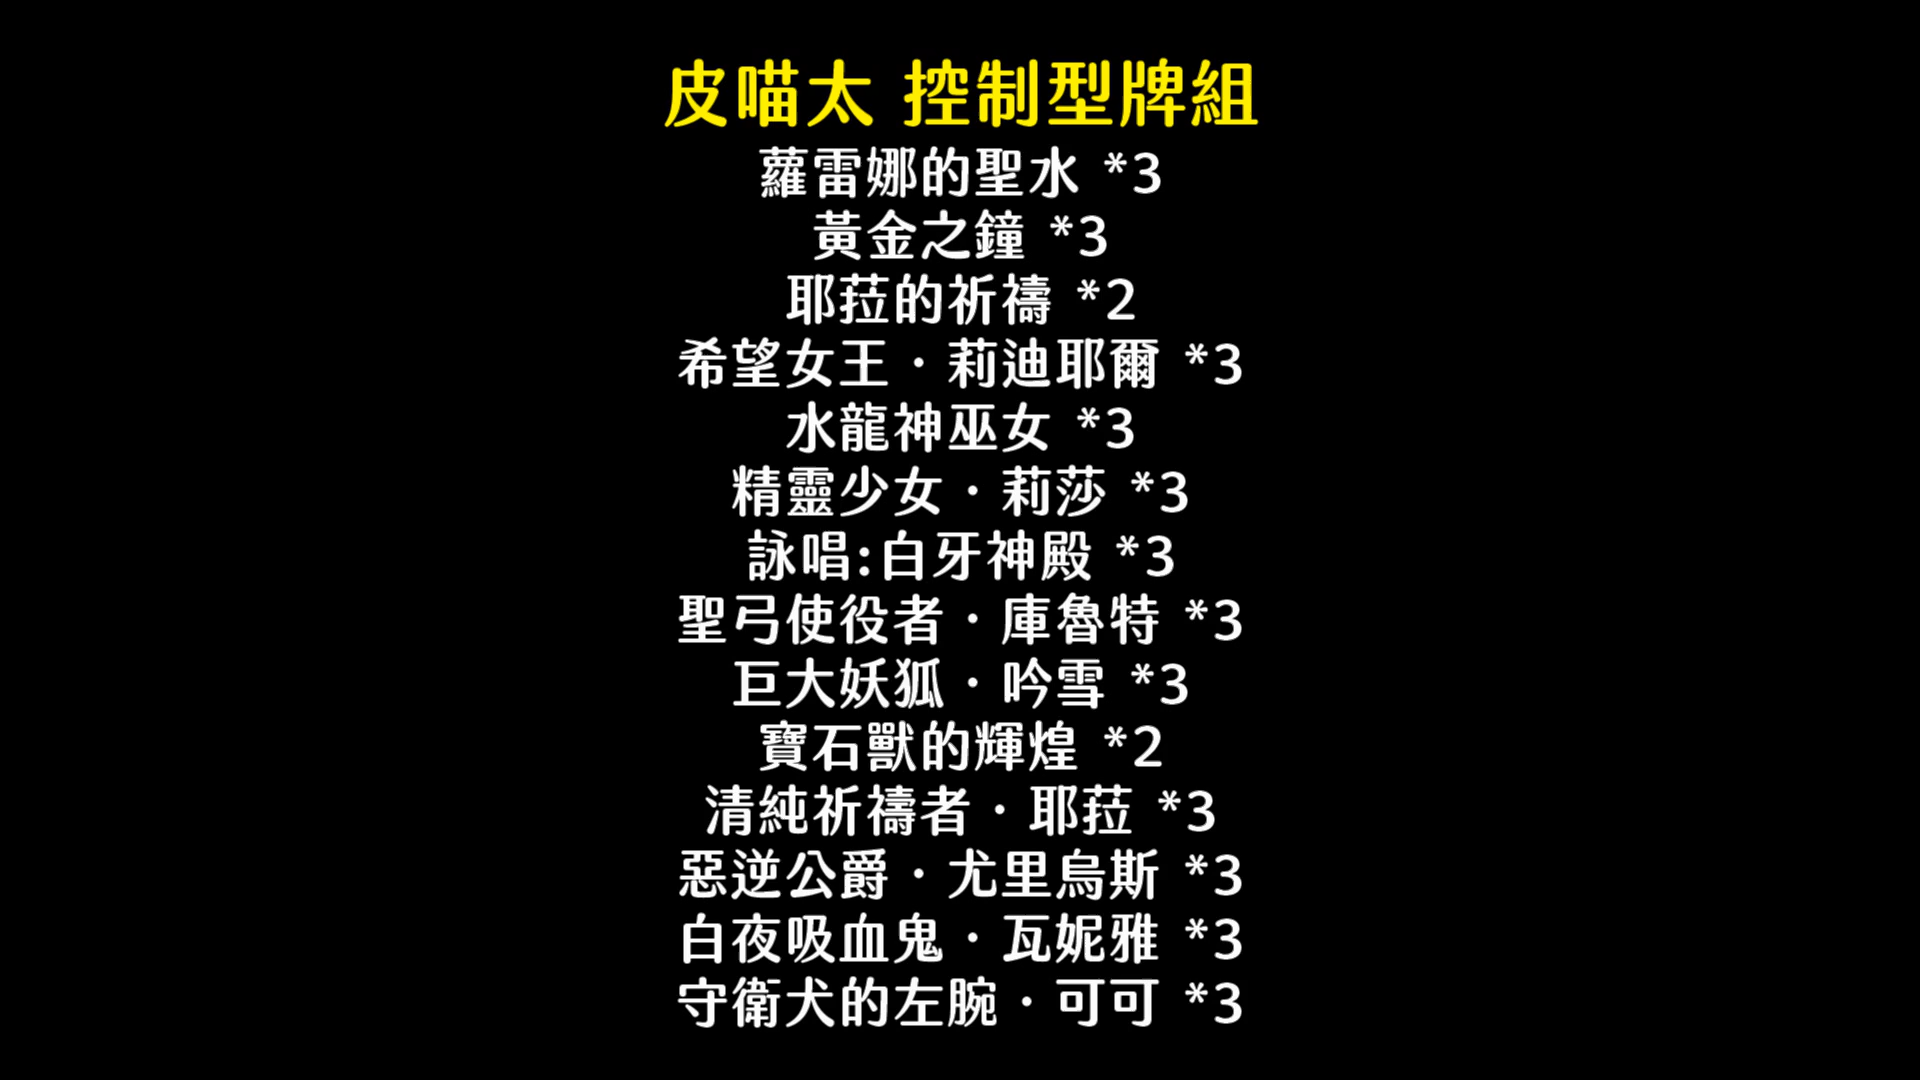 皮喵太 控制型牌組
蘿雷娜的聖水 *3
黃金之鐘 *3
耶菈的祈禱 *2
希望女王・莉迪耶爾 *3
水龍神巫女 *3
精靈少女・莉莎 *3
詠唱:白牙神殿 *3
聖弓使役者・庫魯特 *3
巨大妖狐・吟雪 *3
寶石獸的輝煌 *2
清純祈禱者・耶菈 *3
惡逆公爵・尤里烏斯 *3
白夜吸血鬼・瓦妮雅 *3
守衛犬的左腕・可可 *3